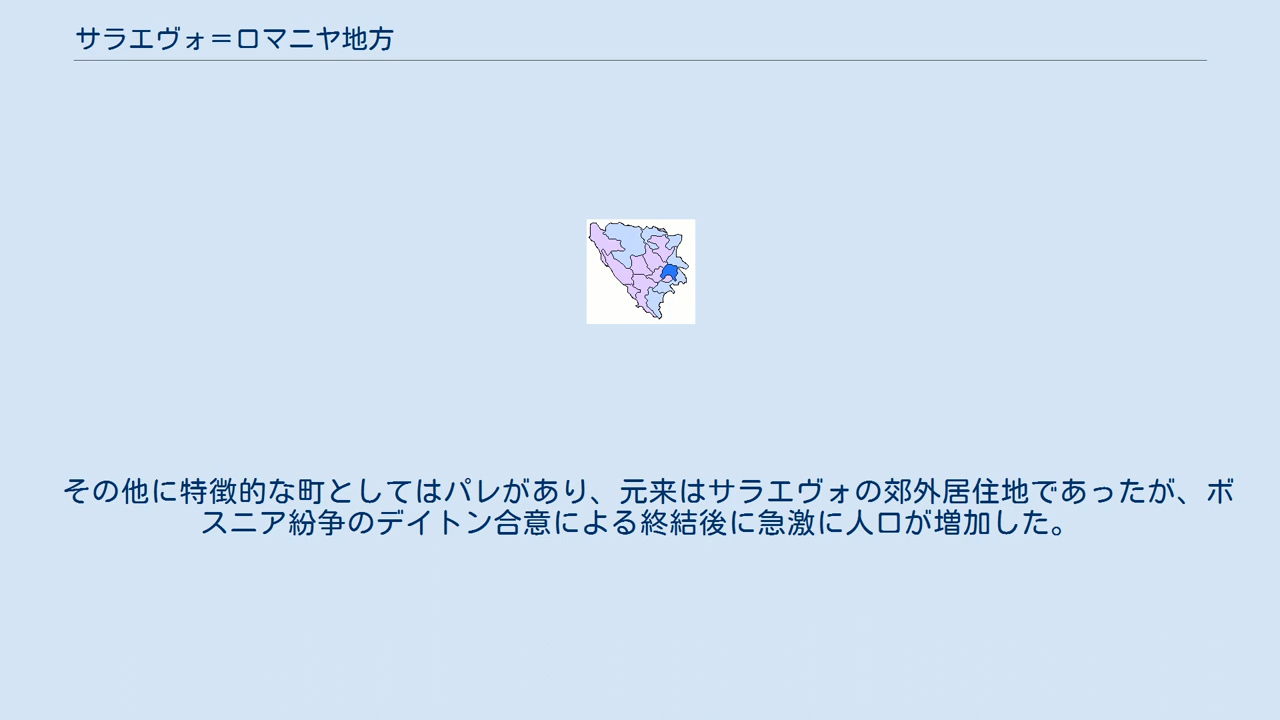 サラエヴォ＝ロマニヤ地方
その他に特徴的な町としてはパレがあり、元来はサラエヴォの郊外居住地であったが、ボ
スニア紛争のデイトン合意による終結後に急激に人口が増加した。